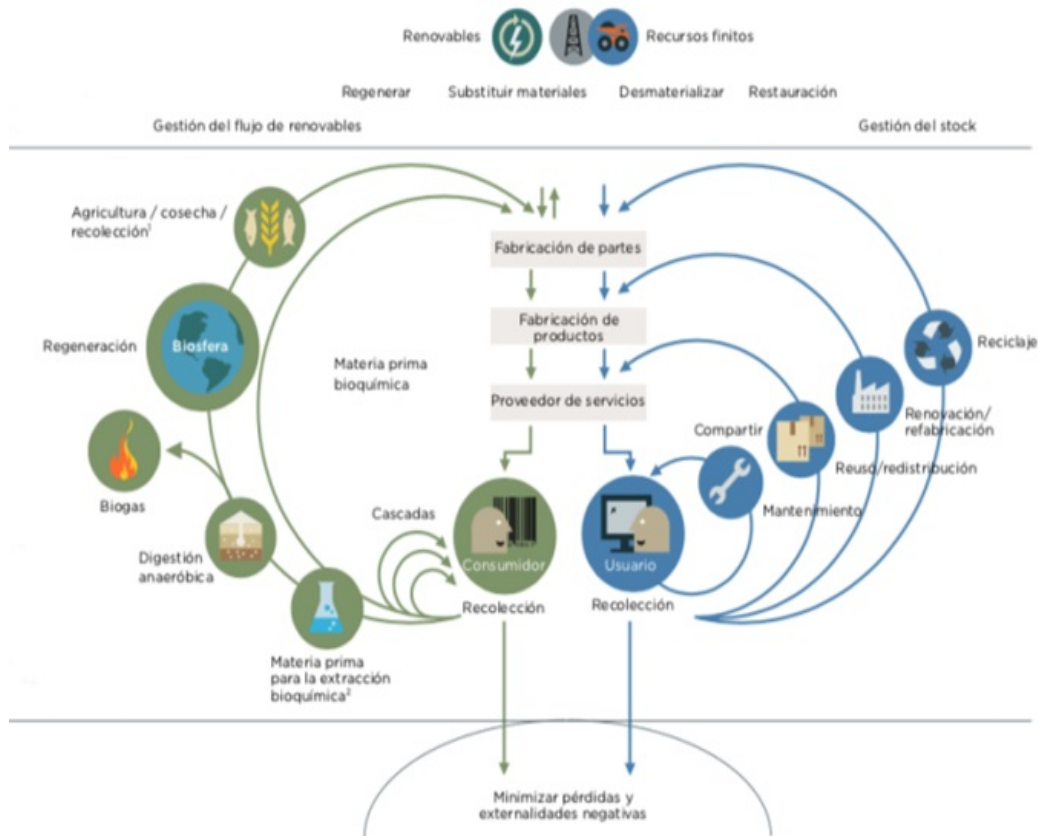 Renovables
Recursos finitos
Regenerar
Substituir materiales
Desmaterializar
Restauración
Gestión del flujo de renovables
Gestión del stock
Agricultura / cosecha /
recolección¹
Fabricación de partes
Regeneración
Biosfera
Fabricación de
productos
Reciclaje
Materia prima
bioquímica
Proveedor de servicios
Renovación/
refabricación
Compartir
Reuso/redistribución
Biogas
Cascadas
Mantenimiento
Digestión
anaeróbica
Consumidor
Usuario
Recolección
Recolección
Materia prima
para la extracción
bioquímica²
Minimizar pérdidas y
externalidades negativas